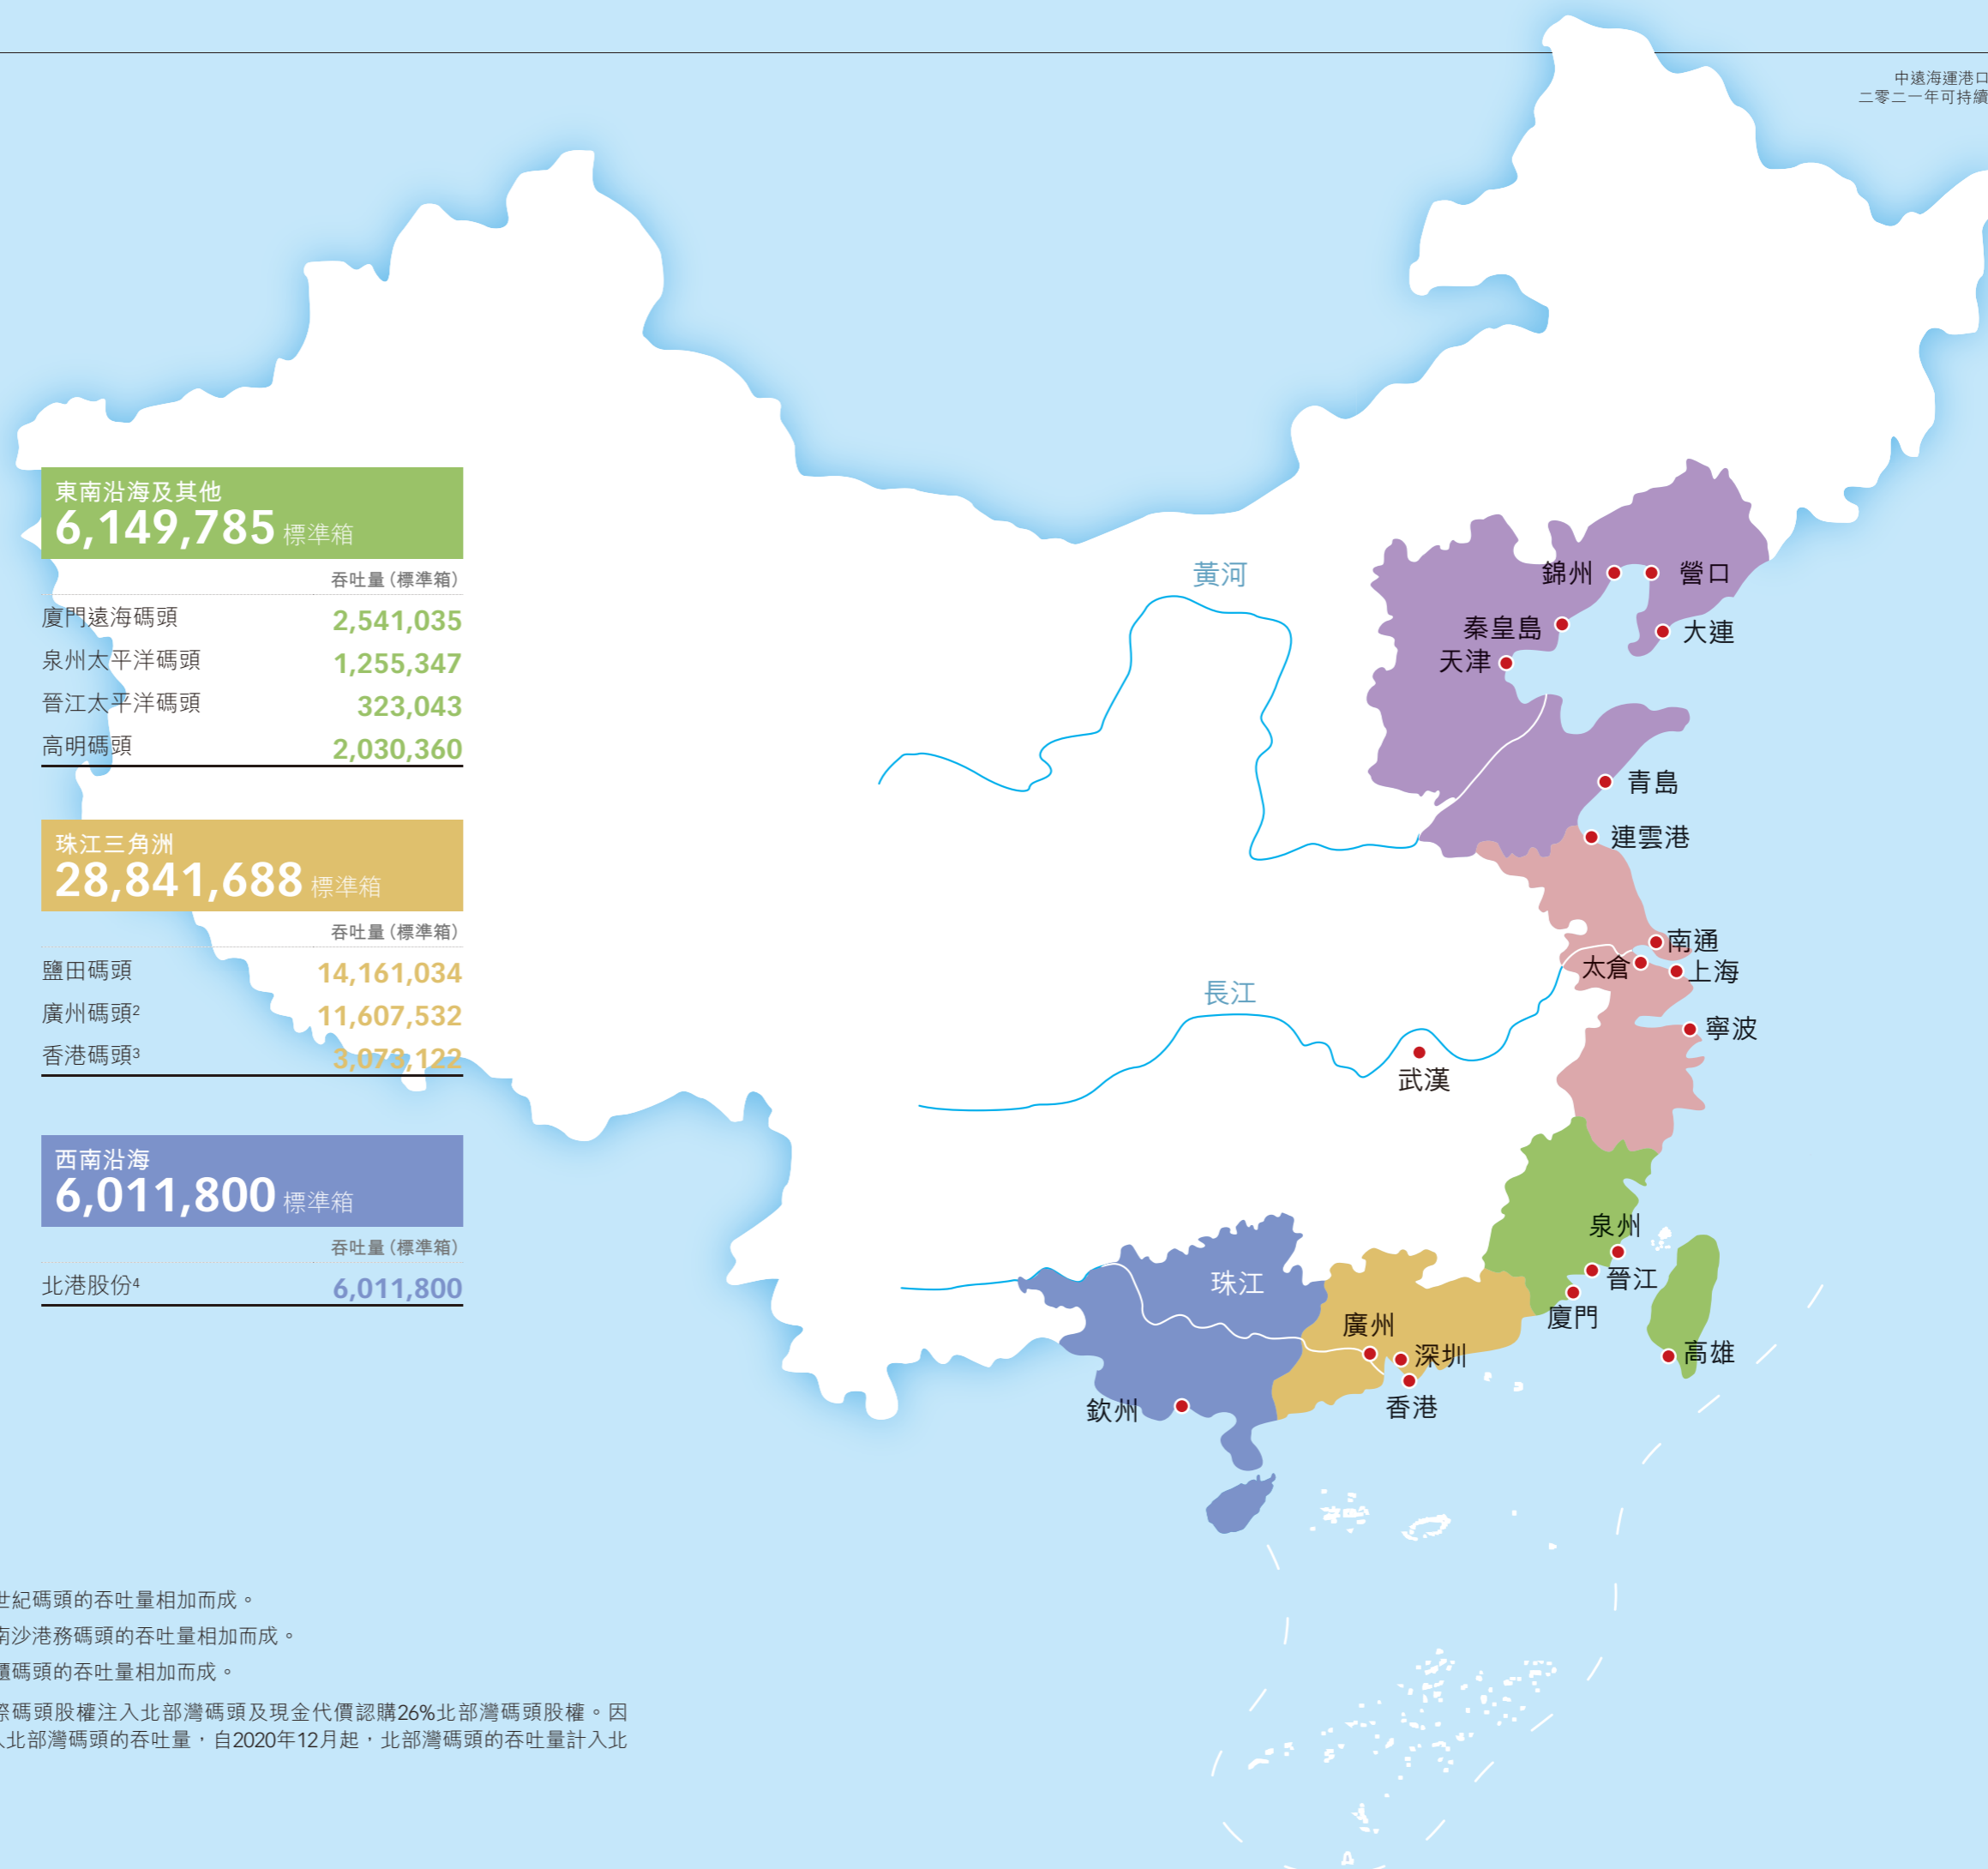 中遠海運港口
二零二一年可持續
東南沿海及其他
6,149,785 標準箱
吞吐量(標準箱)
廈門遠海碼頭 2,541,035
泉州太平洋碼頭 1,255,347
晉江太平洋碼頭 323,043
高明碼頭 2,030,360
珠江三角洲
28,841,688 標準箱
吞吐量(標準箱)
鹽田碼頭 14,161,034
廣州碼頭2 11,607,532
香港碼頭3 3,073,122
西南沿海
6,011,800 標準箱
吞吐量(標準箱)
北港股份4 6,011,800
黃河
錦州
營口
秦皇島
大連
天津
青島
連雲港
南通
太倉
上海
長江
寧波
武漢
泉州
晉江
珠江
廈門
廣州
深圳
高雄
香港
欽州
世紀碼頭的吞吐量相加而成。
南沙港務碼頭的吞吐量相加而成。
櫃碼頭的吞吐量相加而成。
際碼頭股權注入北部灣碼頭及現金代價認購26%北部灣碼頭股權。因
入北部灣碼頭的吞吐量，自2020年12月起，北部灣碼頭的吞吐量計入北